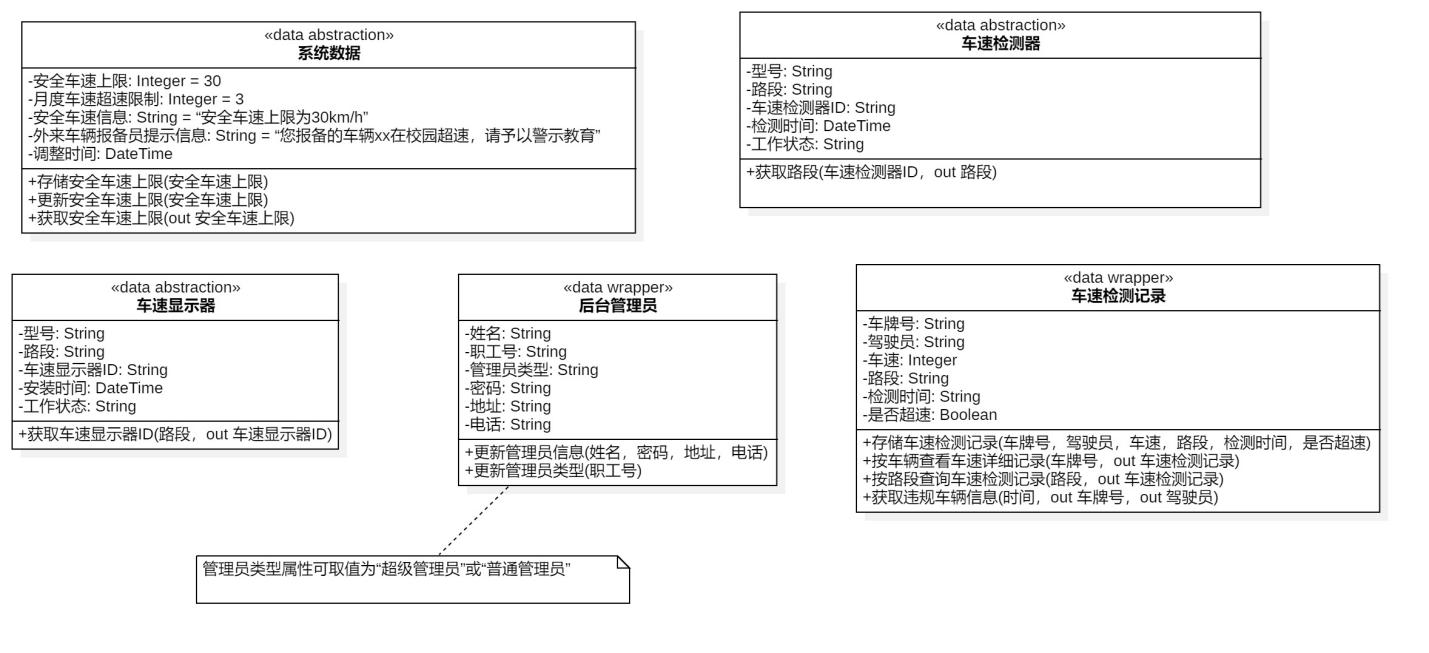 «data abstraction»
系统数据
-安全车速上限: Integer = 30
-月度车速超速限制: Integer = 3
-安全车速信息: String = “安全车速上限为30km/h”
-外来车辆报备员提示信息: String = “您报备的车辆xx在校园超速，请予以警示教育”
-调整时间: DateTime
+存储安全车速上限(安全车速上限)
+更新安全车速上限(安全车速上限)
+获取安全车速上限(out 安全车速上限)
«data abstraction»
车速检测器
-型号: String
-路段: String
-车速检测器ID: String
-检测时间: DateTime
-工作状态: String
+获取路段(车速检测器ID，out 路段)
«data abstraction»
车速显示器
-型号: String
-路段: String
-车速显示器ID: String
-安装时间: DateTime
-工作状态: String
+获取车速显示器ID(路段，out 车速显示器ID)
«data wrapper»
后台管理员
-姓名: String
-职工号: String
-管理员类型: String
-密码: String
-地址: String
-电话: String
+更新管理员信息(姓名，密码，地址，电话)
+更新管理员类型(职工号)
«data wrapper»
车速检测记录
-车牌号: String
-驾驶员: String
-车速: Integer
-路段: String
-检测时间: String
-是否超速: Boolean
+存储车速检测记录(车牌号，驾驶员，车速，路段，检测时间，是否超速)
+按车辆查看车速详细记录(车牌号，out 车速检测记录)
+按路段查询车速检测记录(路段，out 车速检测记录)
+获取违规车辆信息(时间，out 车牌号，out 驾驶员)
管理员类型属性可取值为“超级管理员”或“普通管理员”